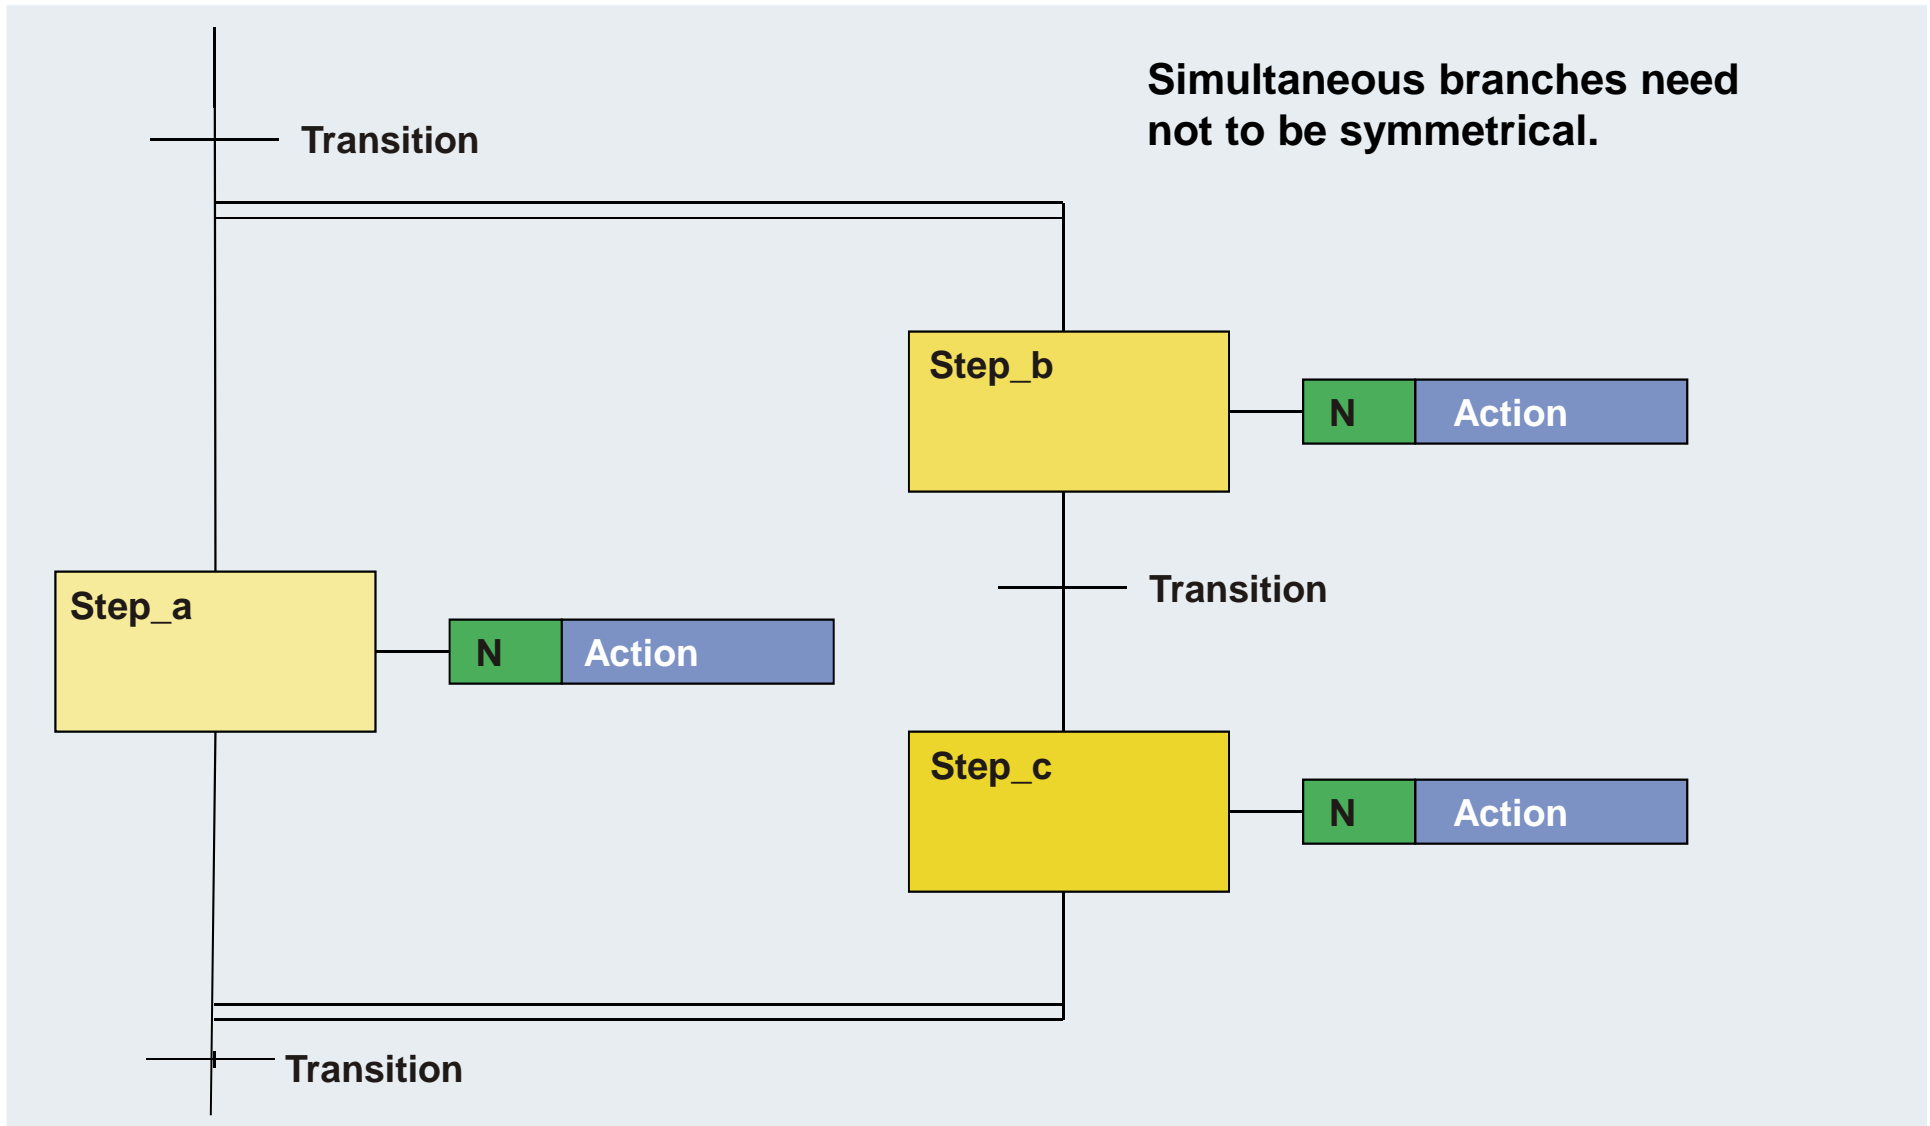 Simultaneous branches need
not to be symmetrical.
Transition
Step_b
N Action
Transition
Step_a
N Action
Step_c
N Action
Transition